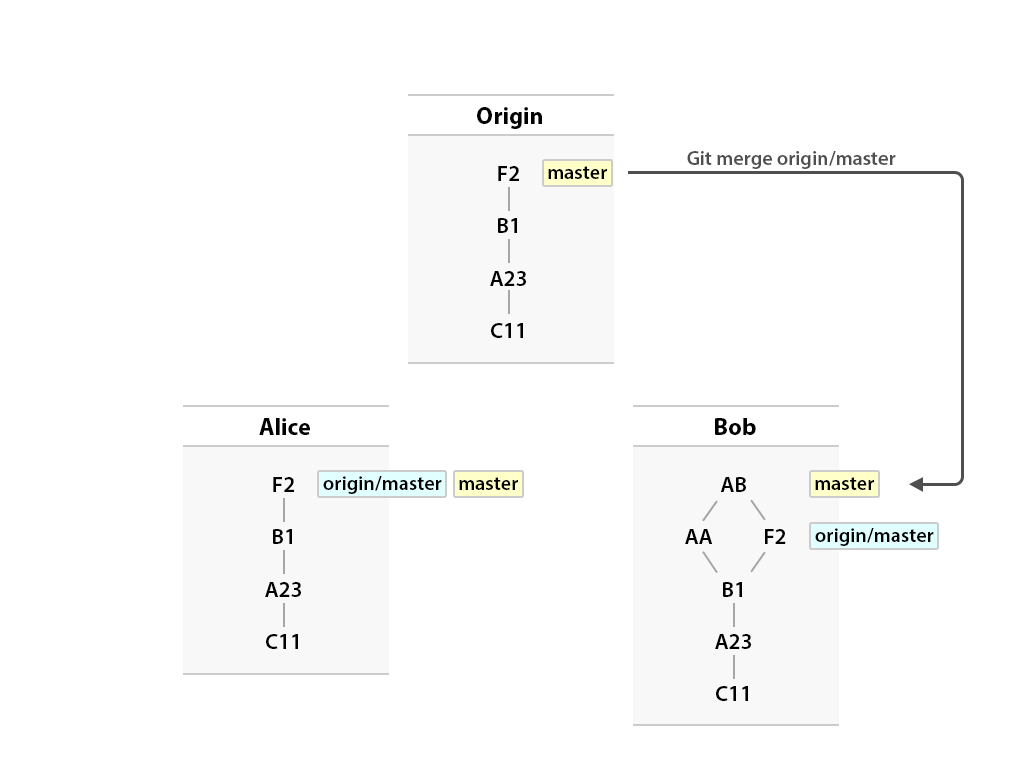 Origin
F2 master
Git merge origin/master
B1
A23
C11
Alice
F2 origin/master master
B1
A23
C11
Bob
AB master
AA F2 origin/master
B1
A23
C11